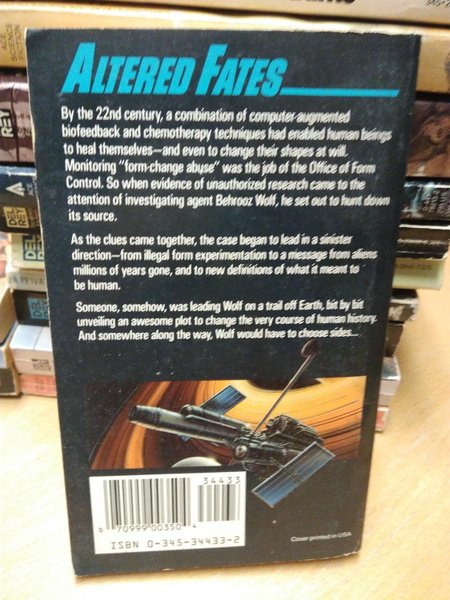 ACE
SCIENCE
FICTION
ALTERED FATES
By the 22nd century, a combination of computer-augmented
biofeedback and chemotherapy techniques had enabled human beings
to heal themselves—and even to change their shapes at will.
Monitoring "form-change abuse" was the job of the Office of Form
Control. So when evidence of unauthorized research came to the
attention of investigating agent Behrooz Wolf, he set out to hunt down
its source.
As the clues came together, the case began to lead in a sinister
direction—from illegal form experimentation to a message from aliens
millions of years gone, and to new definitions of what it meant to
be human.
Someone, somehow, was leading Wolf on a trail off Earth, bit by bit
unveiling an awesome plot to change the very course of human history.
And somewhere along the way, Wolf would have to choose sides...
34433
0 70999 00350 4
ISBN 0-345-34433-2
Cover printed in USA
DEL
REY